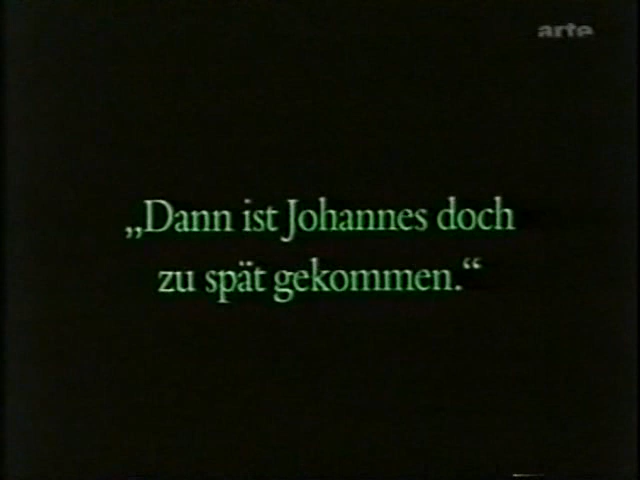 arte
„Dann ist Johannes doch
zu spät gekommen.“